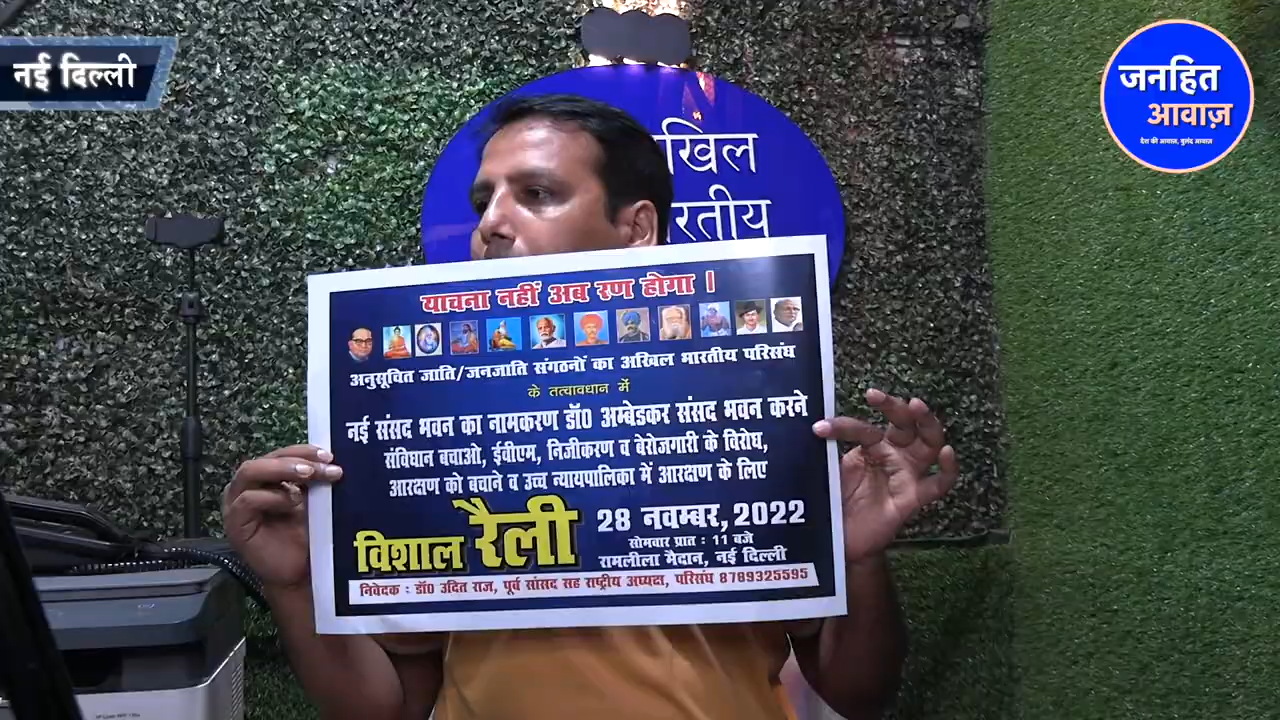 नई दिल्ली
जनहित
आवाज़
देश की आवाज़, बुलंद आवाज़
खिल
रतीय
याचना नहीं अब रण होगा ।
अनुसूचित जाति/जनजाति संगठनों का अखिल भारतीय परिसंघ
के तत्वावधान में
नई संसद भवन का नामकरण डॉ0 अम्बेडकर संसद भवन करने
संविधान बचाओ, ईवीएम, निजीकरण व बेरोजगारी के विरोध,
आरक्षण को बचाने व उच्च न्यायपालिका में आरक्षण के लिए
विशाल रैली
28 नवम्बर, 2022
सोमवार प्रात : 11 बजे
रामलीला मैदान, नई दिल्ली
निवेदक : डॉ0 उदित राज, पूर्व सांसद सह राष्ट्रीय अध्यक्ष, परिसंघ 8789325595